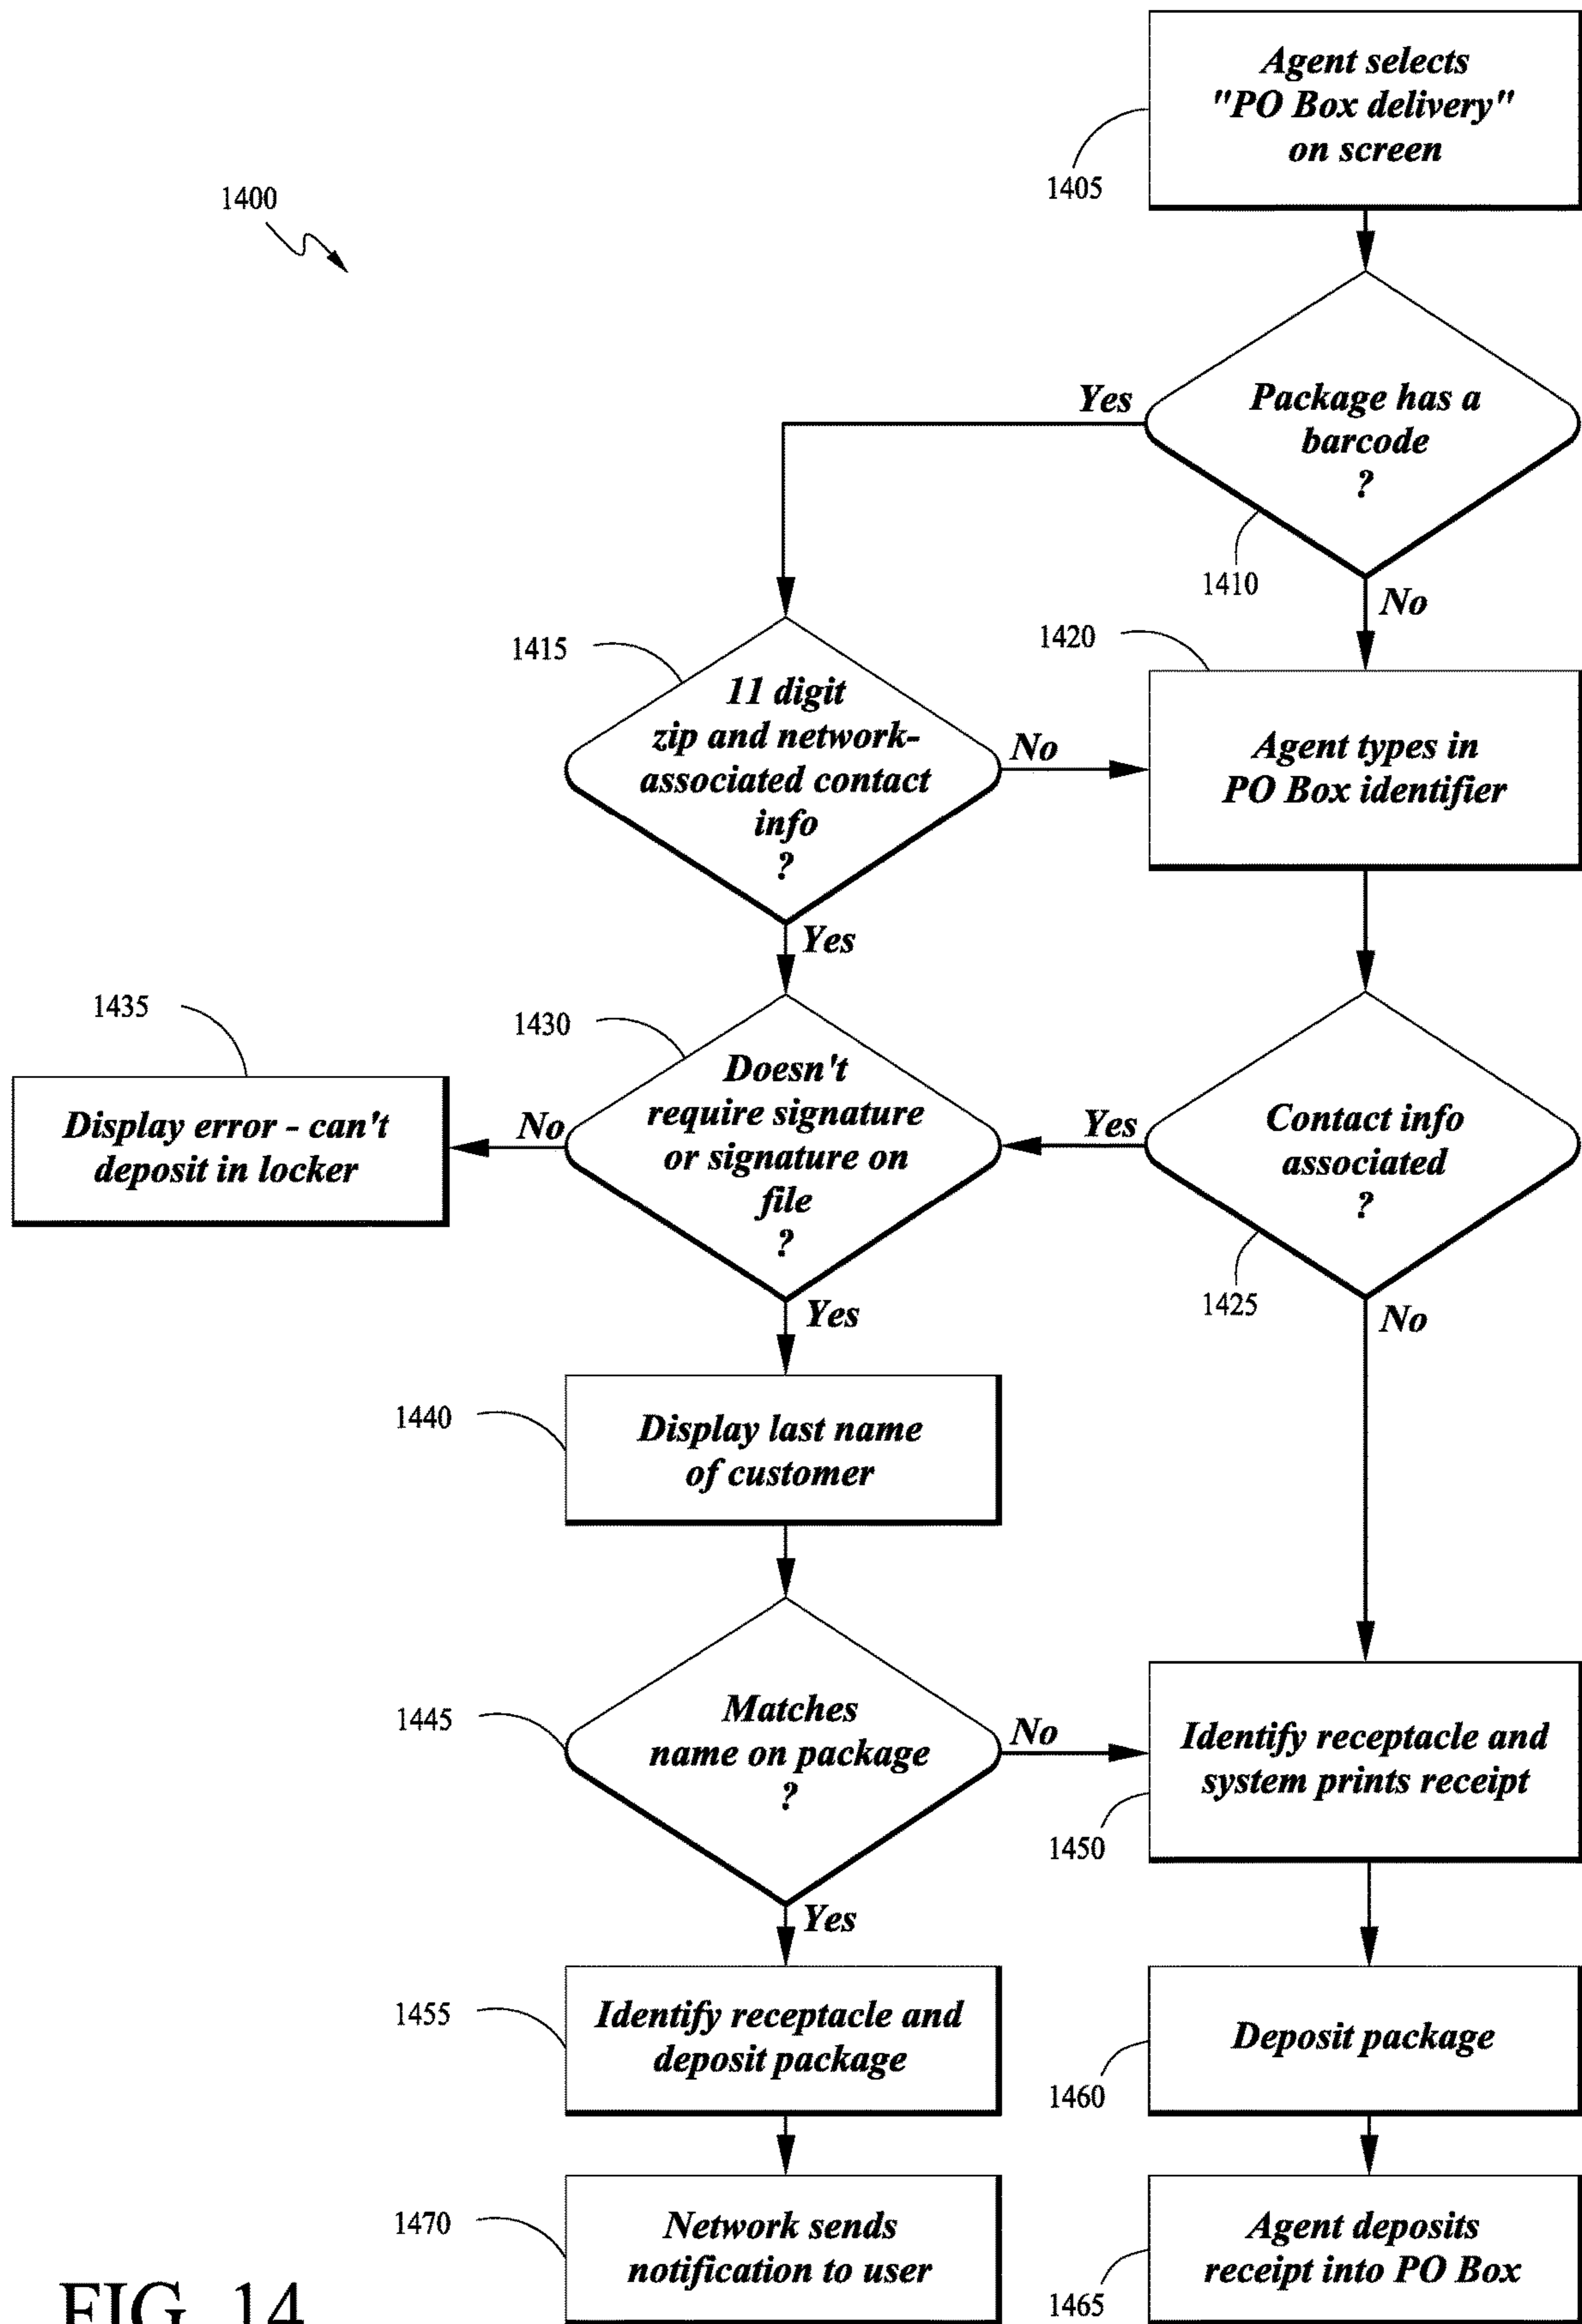 Agent selects
"PO Box delivery"
on screen
1405
1400
Package has a
barcode
?
Yes
1410
No
1415
11 digit
zip and network-
associated contact
info
?
No
1420
Agent types in
PO Box identifier
Yes
1435
Display error - can't
deposit in locker
No
1430
Doesn't
require signature
or signature on
file
?
Yes
Contact info
associated
?
1425
Yes
No
1440
Display last name
of customer
1445
Matches
name on package
?
No
Identify receptacle and
system prints receipt
1450
Yes
1455
Identify receptacle and
deposit package
Deposit package
1460
1470
Network sends
notification to user
Agent deposits
receipt into PO Box
1465
FIG. 14